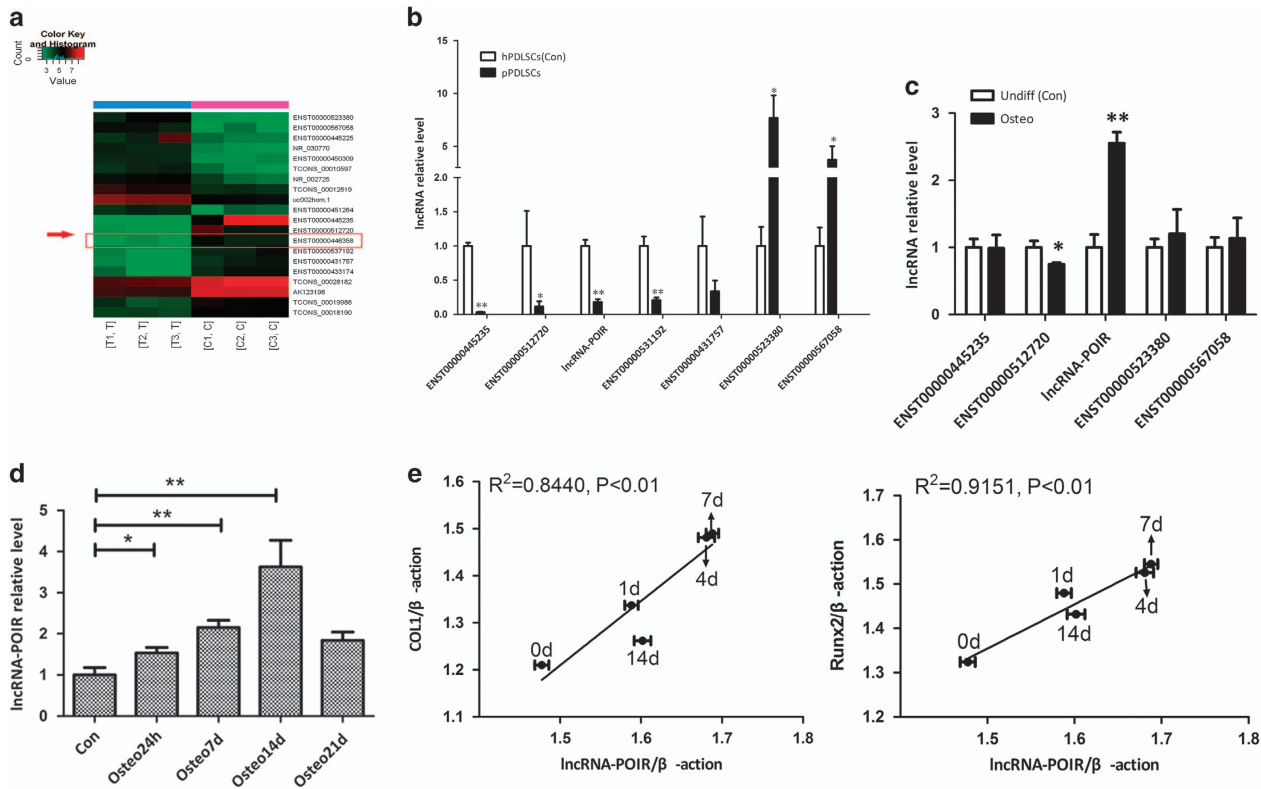 a
Color Key
and Histogram
Count
0
3 5 7
Value
ENST00000523380
ENST00000567058
ENST00000445225
NR_030770
ENST00000450309
TCONS_00010597
NR_002725
TCONS_00012619
uc002hom.1
ENST00000451264
ENST00000445235
ENST00000512720
ENST00000446358
ENST00000537192
ENST00000431757
ENST00000433174
TCONS_00028182
AK123196
TCONS_00019986
TCONS_00018190
[T1, T]
[T2, T]
[T3, T]
[C1, C]
[C2, C]
[C3, C]
b
lncRNA relative level
15
10
5
2.0
1.5
1.0
0.5
0.0
hPDLSCs(Con)
pPDLSCs
**
*
**
**
*
*
ENST00000445235
ENST00000512720
lncRNA-POIR
ENST00000531192
ENST00000431757
ENST00000523380
ENST00000567058
c
lncRNA relative level
3
2
1
0
Undiff (Con)
Osteo
*
**
ENST00000445235
ENST00000512720
lncRNA-POIR
ENST00000523380
ENST00000567058
d
lncRNA-POIR relative level
5
4
3
2
1
0
**
**
*
Con
Osteo24h
Osteo7d
Osteo14d
Osteo21d
e
R2=0.8440, P<0.01
COL1/β -action
1.6
1.5
1.4
1.3
1.2
1.1
7d
4d
1d
14d
0d
1.5 1.6 1.7 1.8
lncRNA-POIR/β -action
R2=0.9151, P<0.01
Runx2/β -action
1.7
1.6
1.5
1.4
1.3
1.2
7d
4d
1d
14d
0d
1.5 1.6 1.7 1.8
lncRNA-POIR/β -action